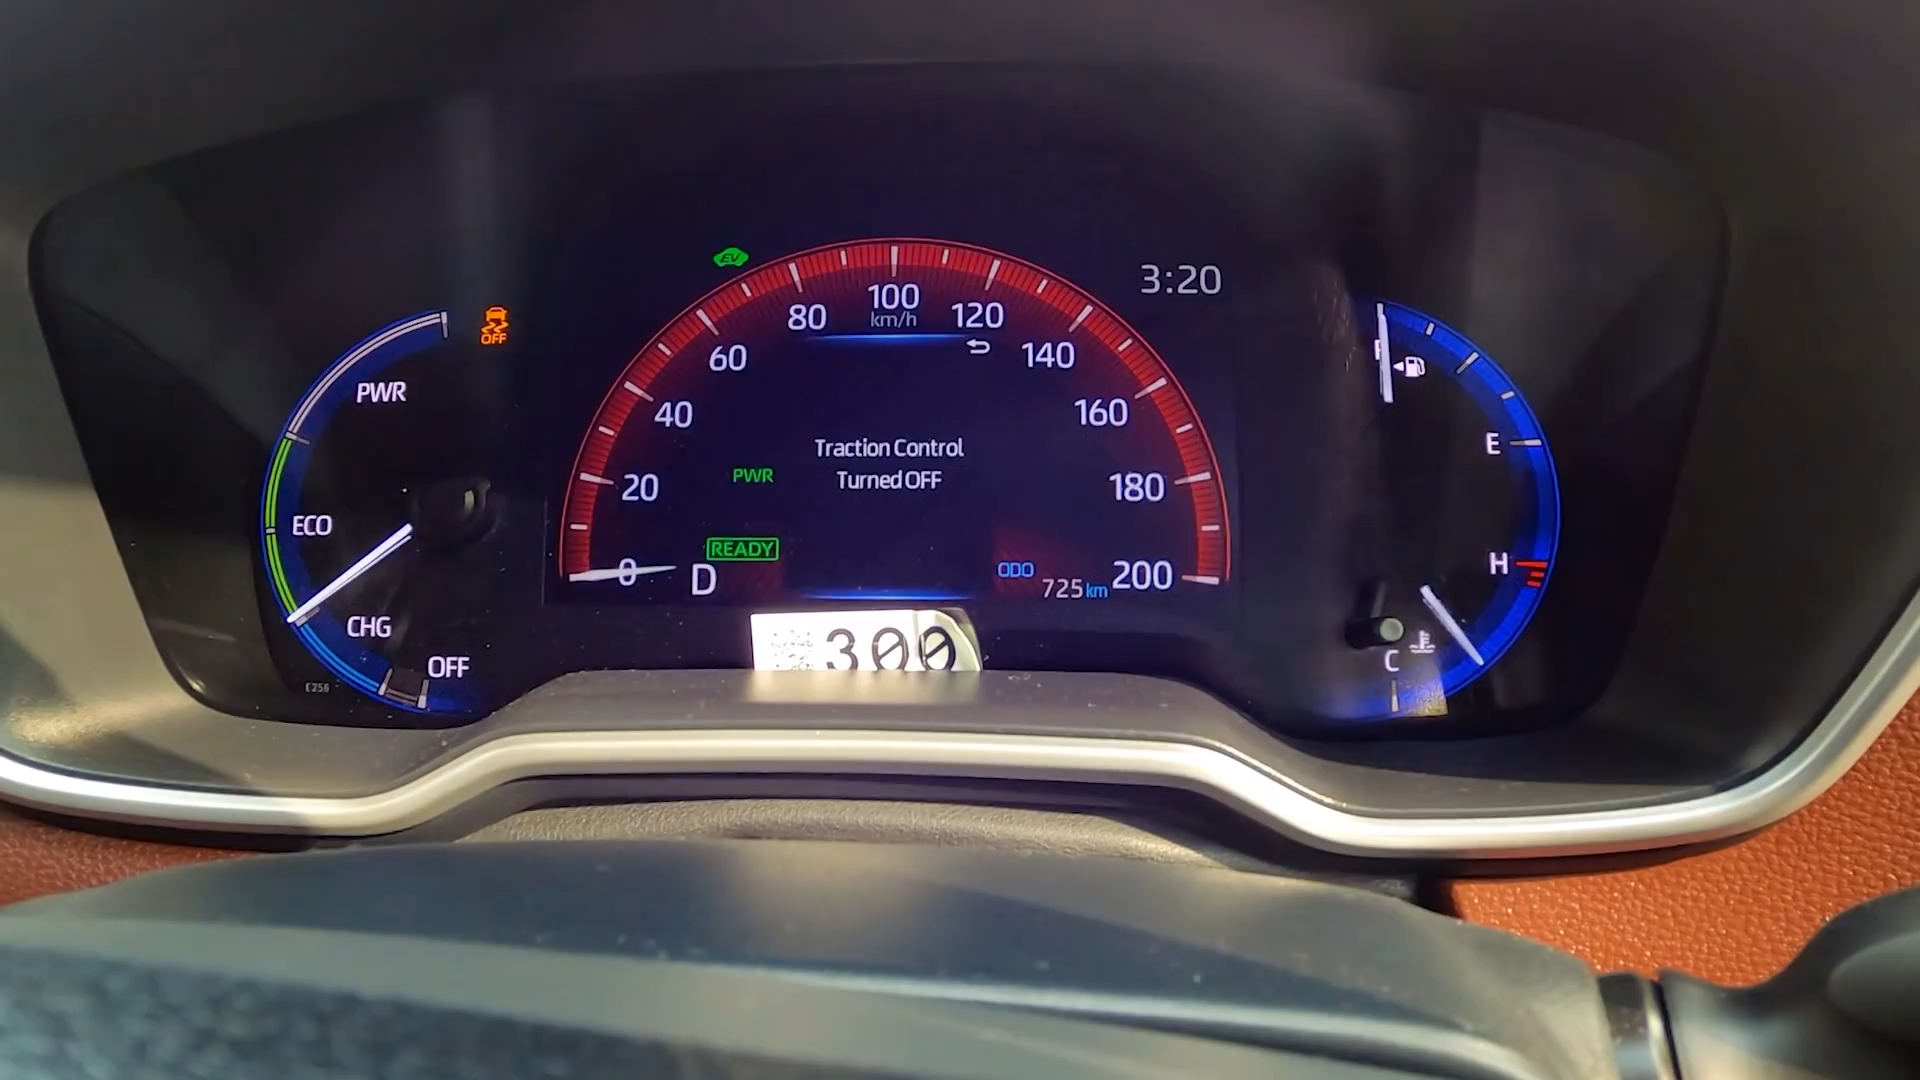 EV
3:20
OFF
100
km/h
80
120
60
140
40
160
20
180
0
200
PWR
ECO
CHG
OFF
E256
Traction Control
Turned OFF
PWR
READY
D
ODO
725 km
E
H
C
300